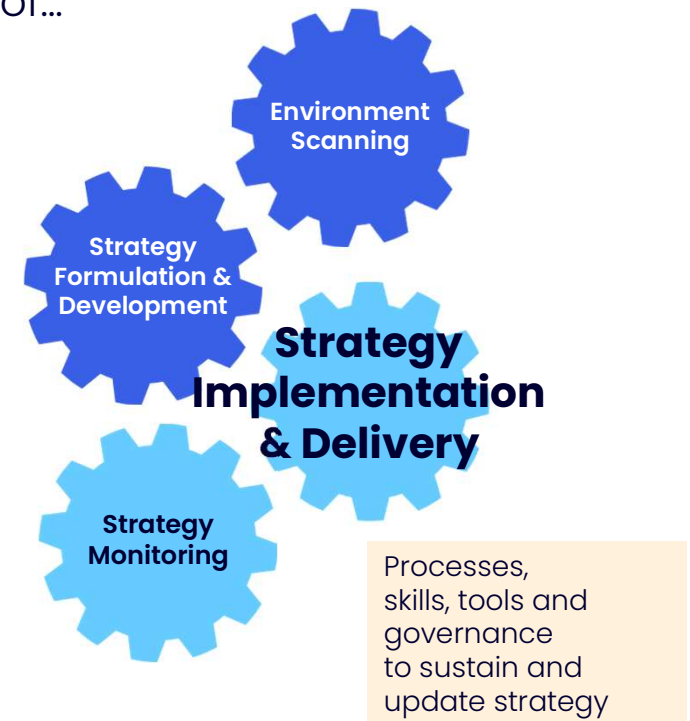 of...
Environment
Scanning
Strategy
Formulation &
Development
Strategy
Implementation
& Delivery
Strategy
Monitoring
Processes,
skills, tools and
governance
to sustain and
update strategy